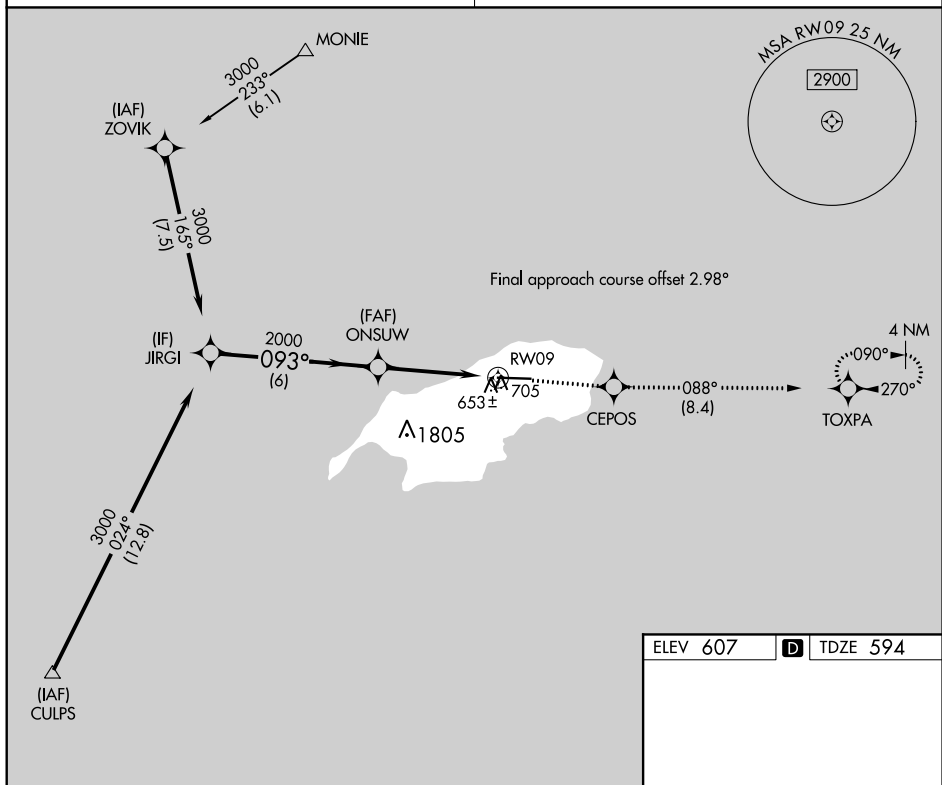 MONIE
3000
233°
(6.1)
MSA RW09 25 NM
2900
(IAF)
ZOVIK
3000
165°
(7.5)
Final approach course offset 2.98°
(IF)
JIRGI
2000
093°
(6)
(FAF)
ONSUW
RW09
653±
705
1805
CEPOS
088°
(8.4)
4 NM
090°
270°
TOXPA
3000
024°
(12.8)
(IAF)
CULPS
ELEV 607 D TDZE 594